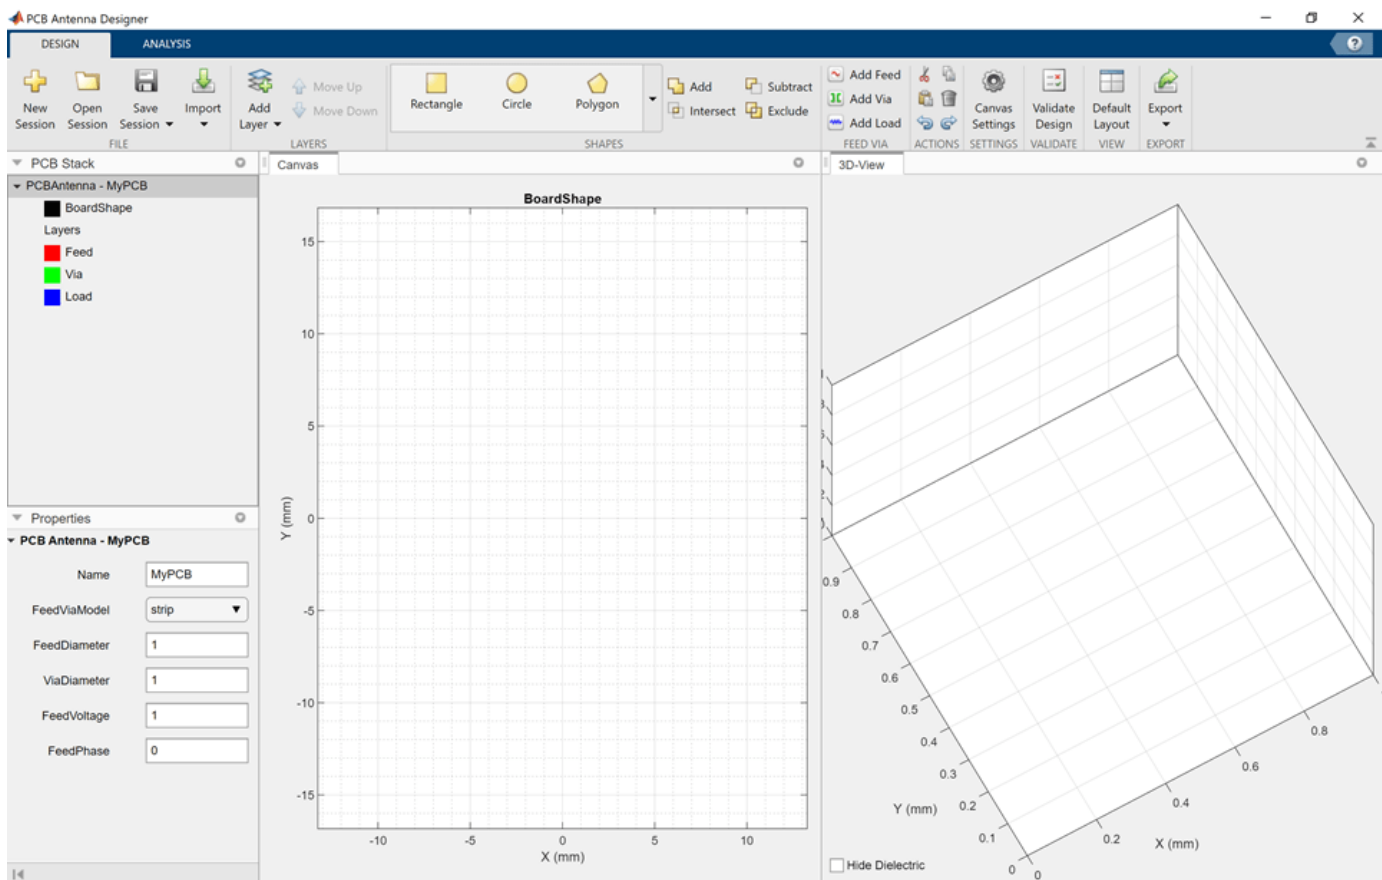 PCB Antenna Designer
DESIGN ANALYSIS
New Session
Open Session
Save Session
Import
FILE
Add Layer
Move Up
Move Down
LAYERS
Rectangle
Circle
Polygon
Add
Subtract
Intersect
Exclude
SHAPES
Add Feed
Add Via
Add Load
FEED VIA
ACTIONS
Canvas Settings
SETTINGS
Validate Design
VALIDATE
Default Layout
VIEW
Export
EXPORT
PCB Stack
PCBAntenna - MyPCB
BoardShape
Layers
Feed
Via
Load
Properties
PCB Antenna - MyPCB
Name MyPCB
FeedViaModel strip
FeedDiameter 1
ViaDiameter 1
FeedVoltage 1
FeedPhase 0
Canvas
BoardShape
15
10
5
0
-5
-10
-15
Y (mm)
-10 -5 0 5 10
X (mm)
3D-View
0.9
0.8
0.7
0.6
0.5
0.4
0.3
0.2
0.1
0
Y (mm)
0 0.2 0.4 0.6 0.8
X (mm)
Hide Dielectric